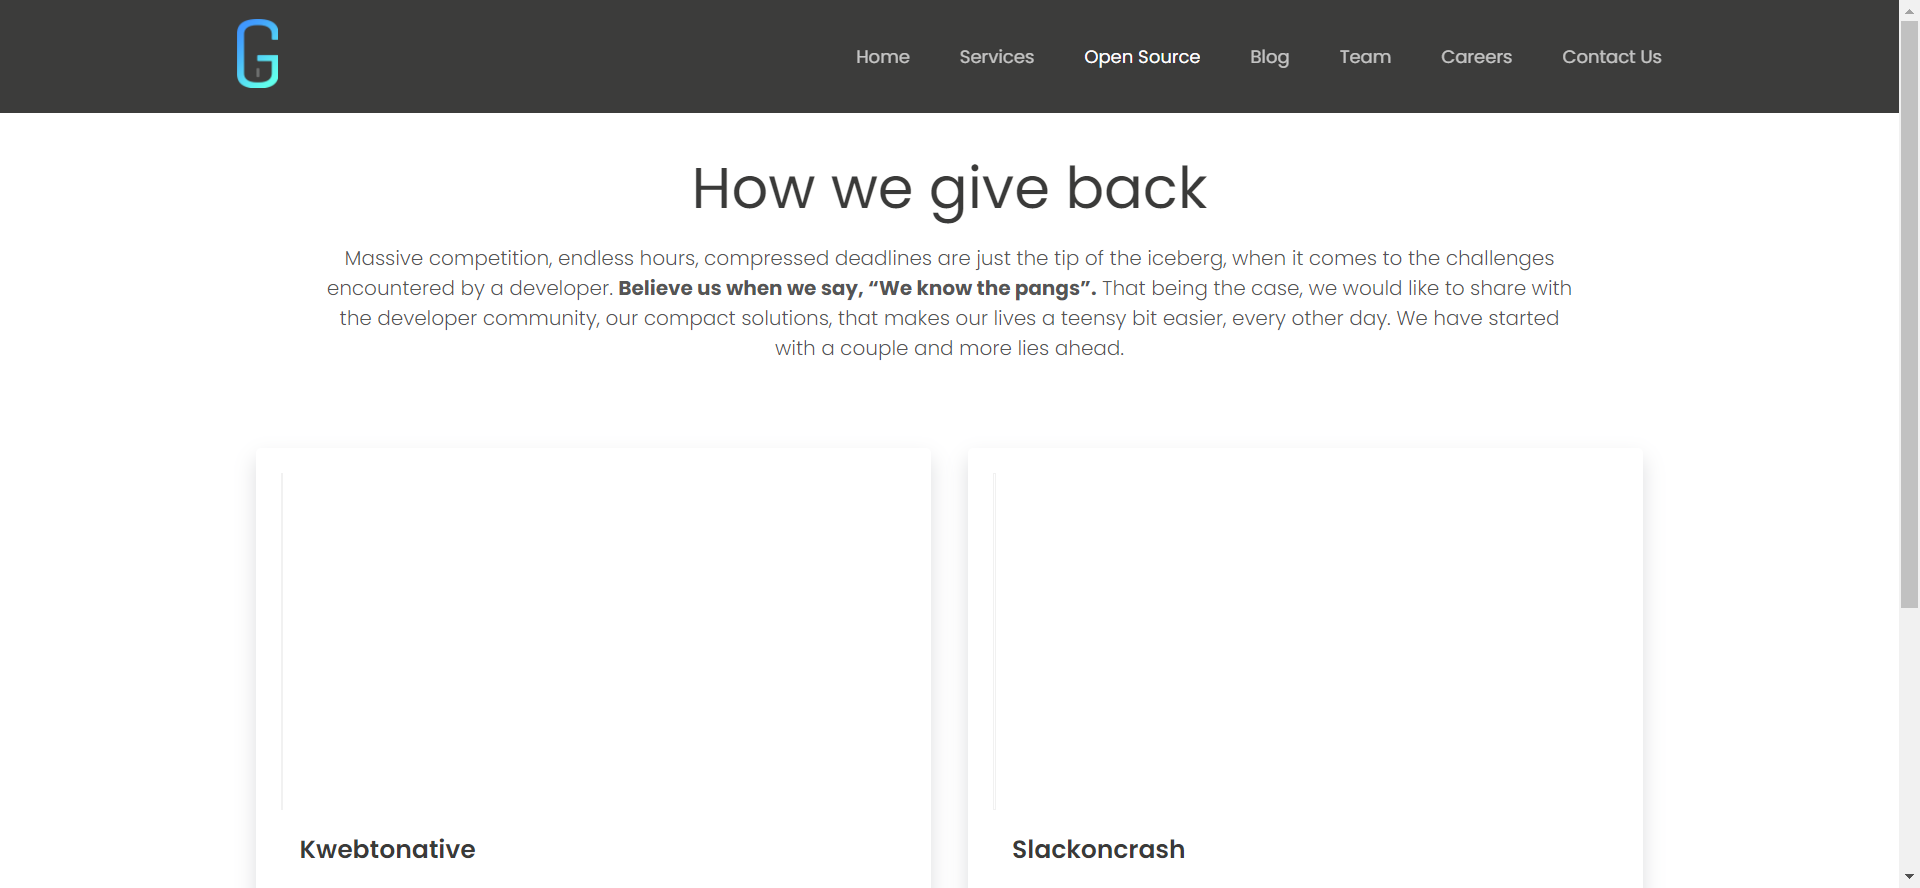 G
Home Services Open Source Blog Team Careers Contact Us
How we give back
Massive competition, endless hours, compressed deadlines are just the tip of the iceberg, when it comes to the challenges
encountered by a developer. Believe us when we say, “We know the pangs”. That being the case, we would like to share with
the developer community, our compact solutions, that makes our lives a teensy bit easier, every other day. We have started
with a couple and more lies ahead.
Kwebtonative
Slackoncrash